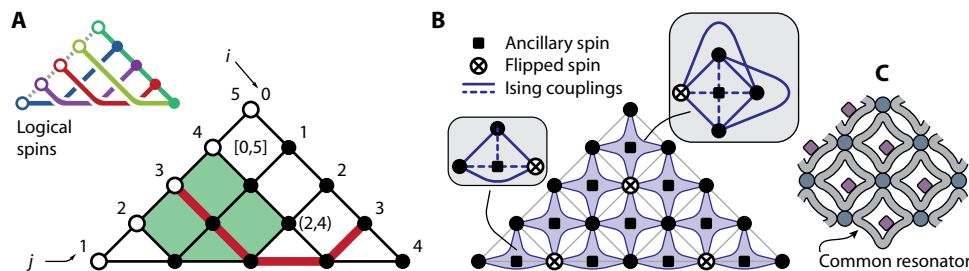 A
Logical
spins
i
j
5
0
4
[0,5]
1
3
2
2
(2,4)
3
1
4
B
Ancillary spin
Flipped spin
Ising couplings
C
Common resonator